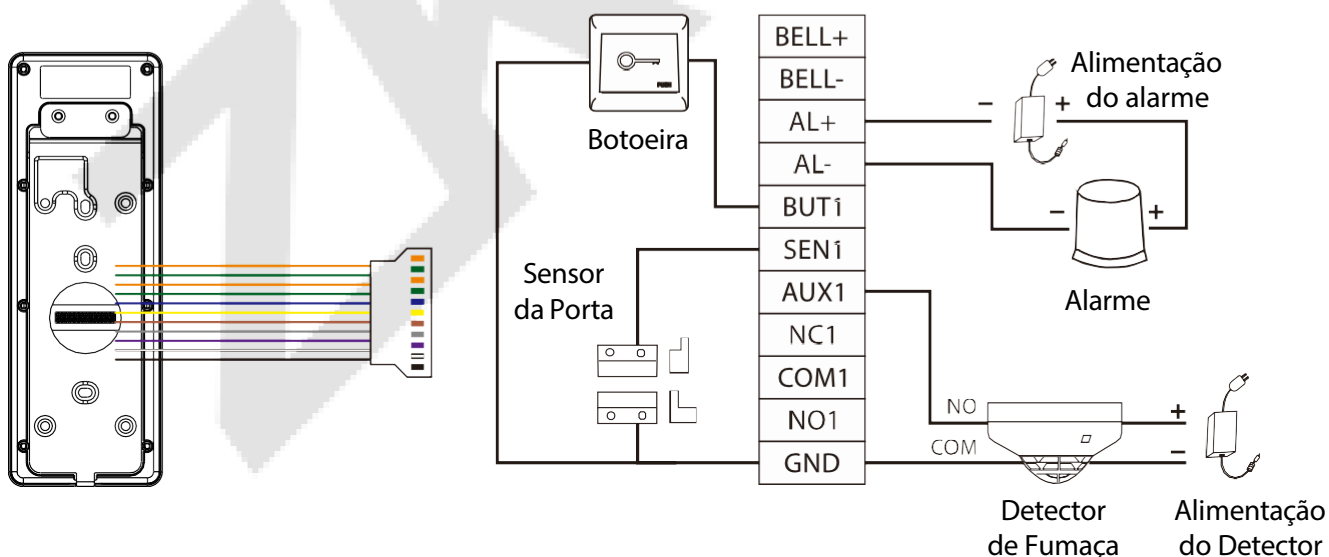 Botoeira
PUSH
Sensor
da Porta
BELL+
BELL-
AL+
AL-
BUT1
SEN1
AUX1
NC1
COM1
NO1
GND
Alimentação
do alarme
- +
- +
Alarme
NO
COM
+
-
Detector
de Fumaça
Alimentação
do Detector